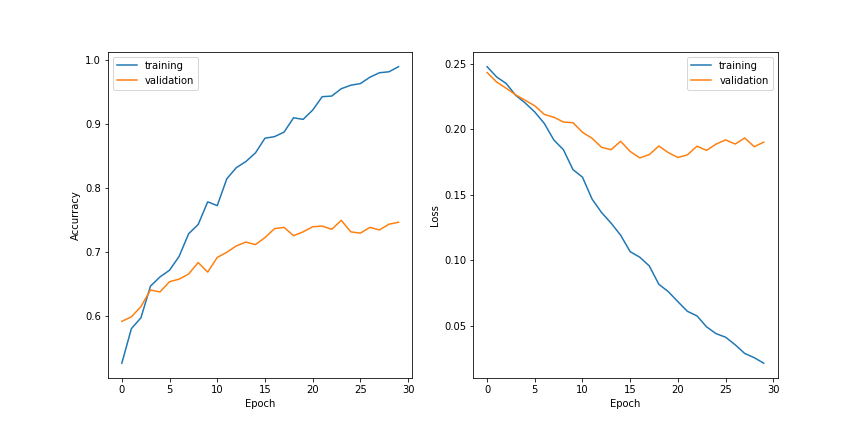 training
validation
1.0
0.9
0.8
0.7
0.6
Accurracy
0 5 10 15 20 25 30
Epoch
training
validation
0.25
0.20
0.15
0.10
0.05
Loss
0 5 10 15 20 25 30
Epoch